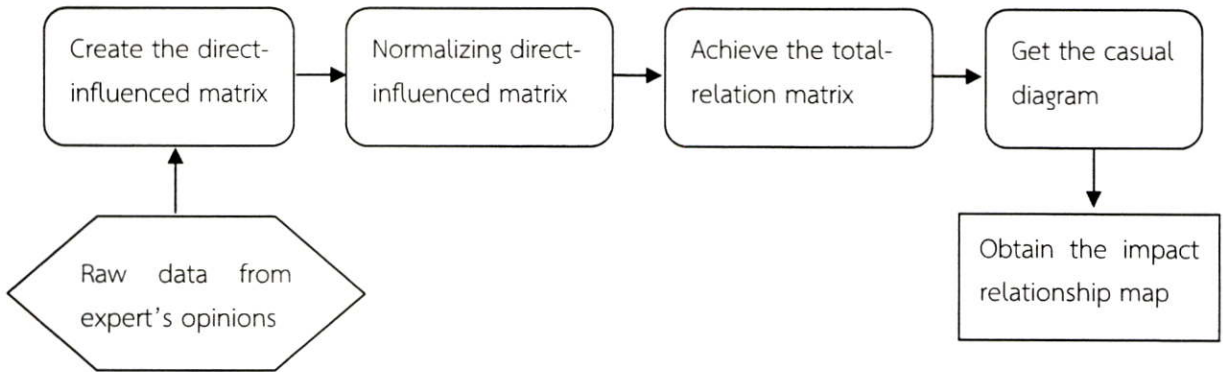 Create the direct-
influenced matrix
Normalizing direct-
influenced matrix
Achieve the total-
relation matrix
Get the casual
diagram
Raw data from
expert's opinions
Obtain the impact
relationship map